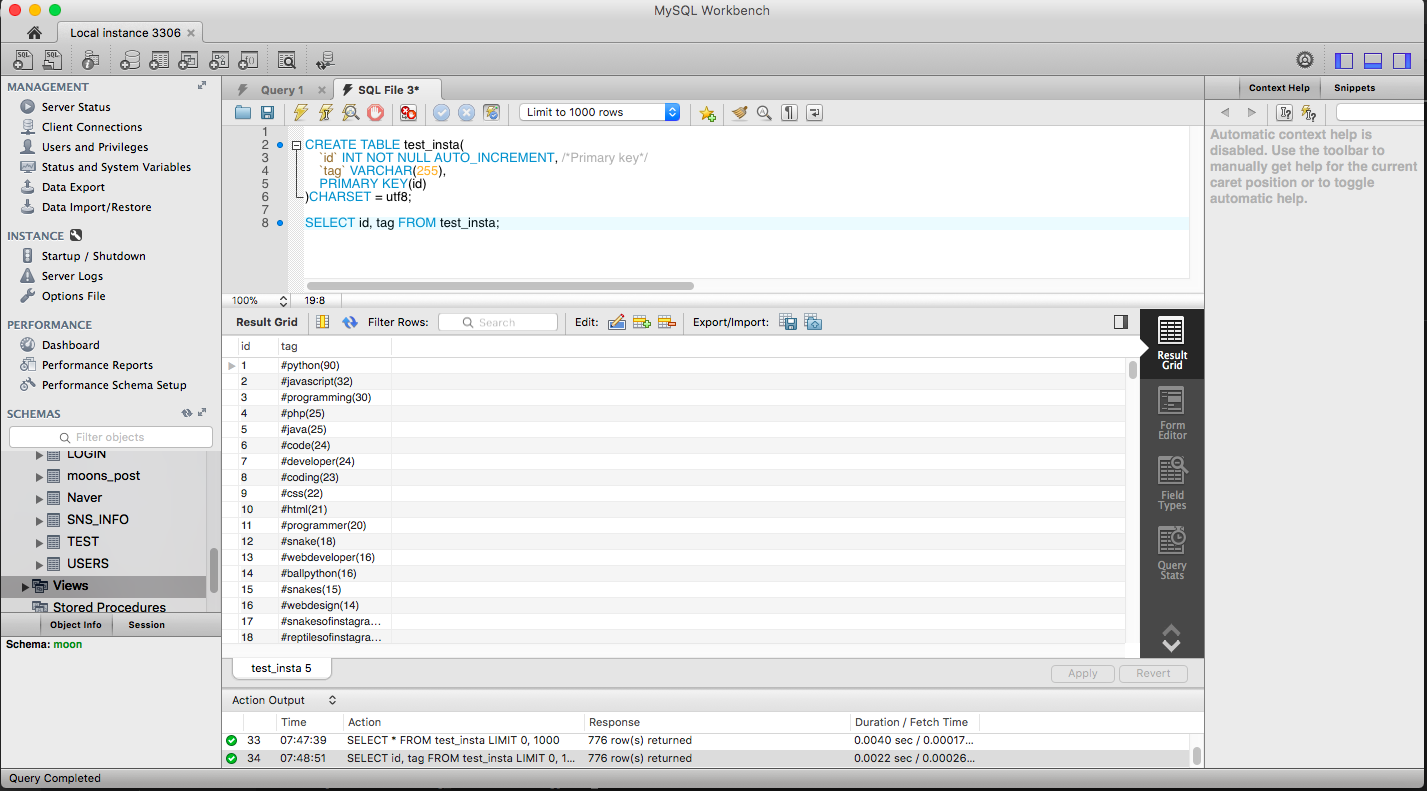 MySQL Workbench
Local instance 3306
MANAGEMENT
Server Status
Client Connections
Users and Privileges
Status and System Variables
Data Export
Data Import/Restore
INSTANCE
Startup / Shutdown
Server Logs
Options File
PERFORMANCE
Dashboard
Performance Reports
Performance Schema Setup
SCHEMAS
Filter objects
LOGIN
moons_post
Naver
SNS_INFO
TEST
USERS
Views
Stored Procedures
Object Info Session
Schema: moon
Query 1 SQL File 3*
Limit to 1000 rows
1
2 CREATE TABLE test_insta(
3 `id` INT NOT NULL AUTO_INCREMENT, /*Primary key*/
4 `tag` VARCHAR(255),
5 PRIMARY KEY(id)
6 )CHARSET = utf8;
7
8 SELECT id, tag FROM test_insta;
100% 19:8
Result Grid Filter Rows: Search Edit: Export/Import:
id tag
1 #python(90)
2 #javascript(32)
3 #programming(30)
4 #php(25)
5 #java(25)
6 #code(24)
7 #developer(24)
8 #coding(23)
9 #css(22)
10 #html(21)
11 #programmer(20)
12 #snake(18)
13 #webdeveloper(16)
14 #ballpython(16)
15 #snakes(15)
16 #webdesign(14)
17 #snakesofinstagra...
18 #reptilesofinstagra...
Result
Grid
Form
Editor
Field
Types
Query
Stats
test_insta 5
Apply Revert
Action Output
Time Action Response Duration / Fetch Time
33 07:47:39 SELECT * FROM test_insta LIMIT 0, 1000 776 row(s) returned 0.0040 sec / 0.00017...
34 07:48:51 SELECT id, tag FROM test_insta LIMIT 0, 1... 776 row(s) returned 0.0022 sec / 0.00026...
Context Help Snippets
Automatic context help is
disabled. Use the toolbar to
manually get help for the current
caret position or to toggle
automatic help.
Query Completed